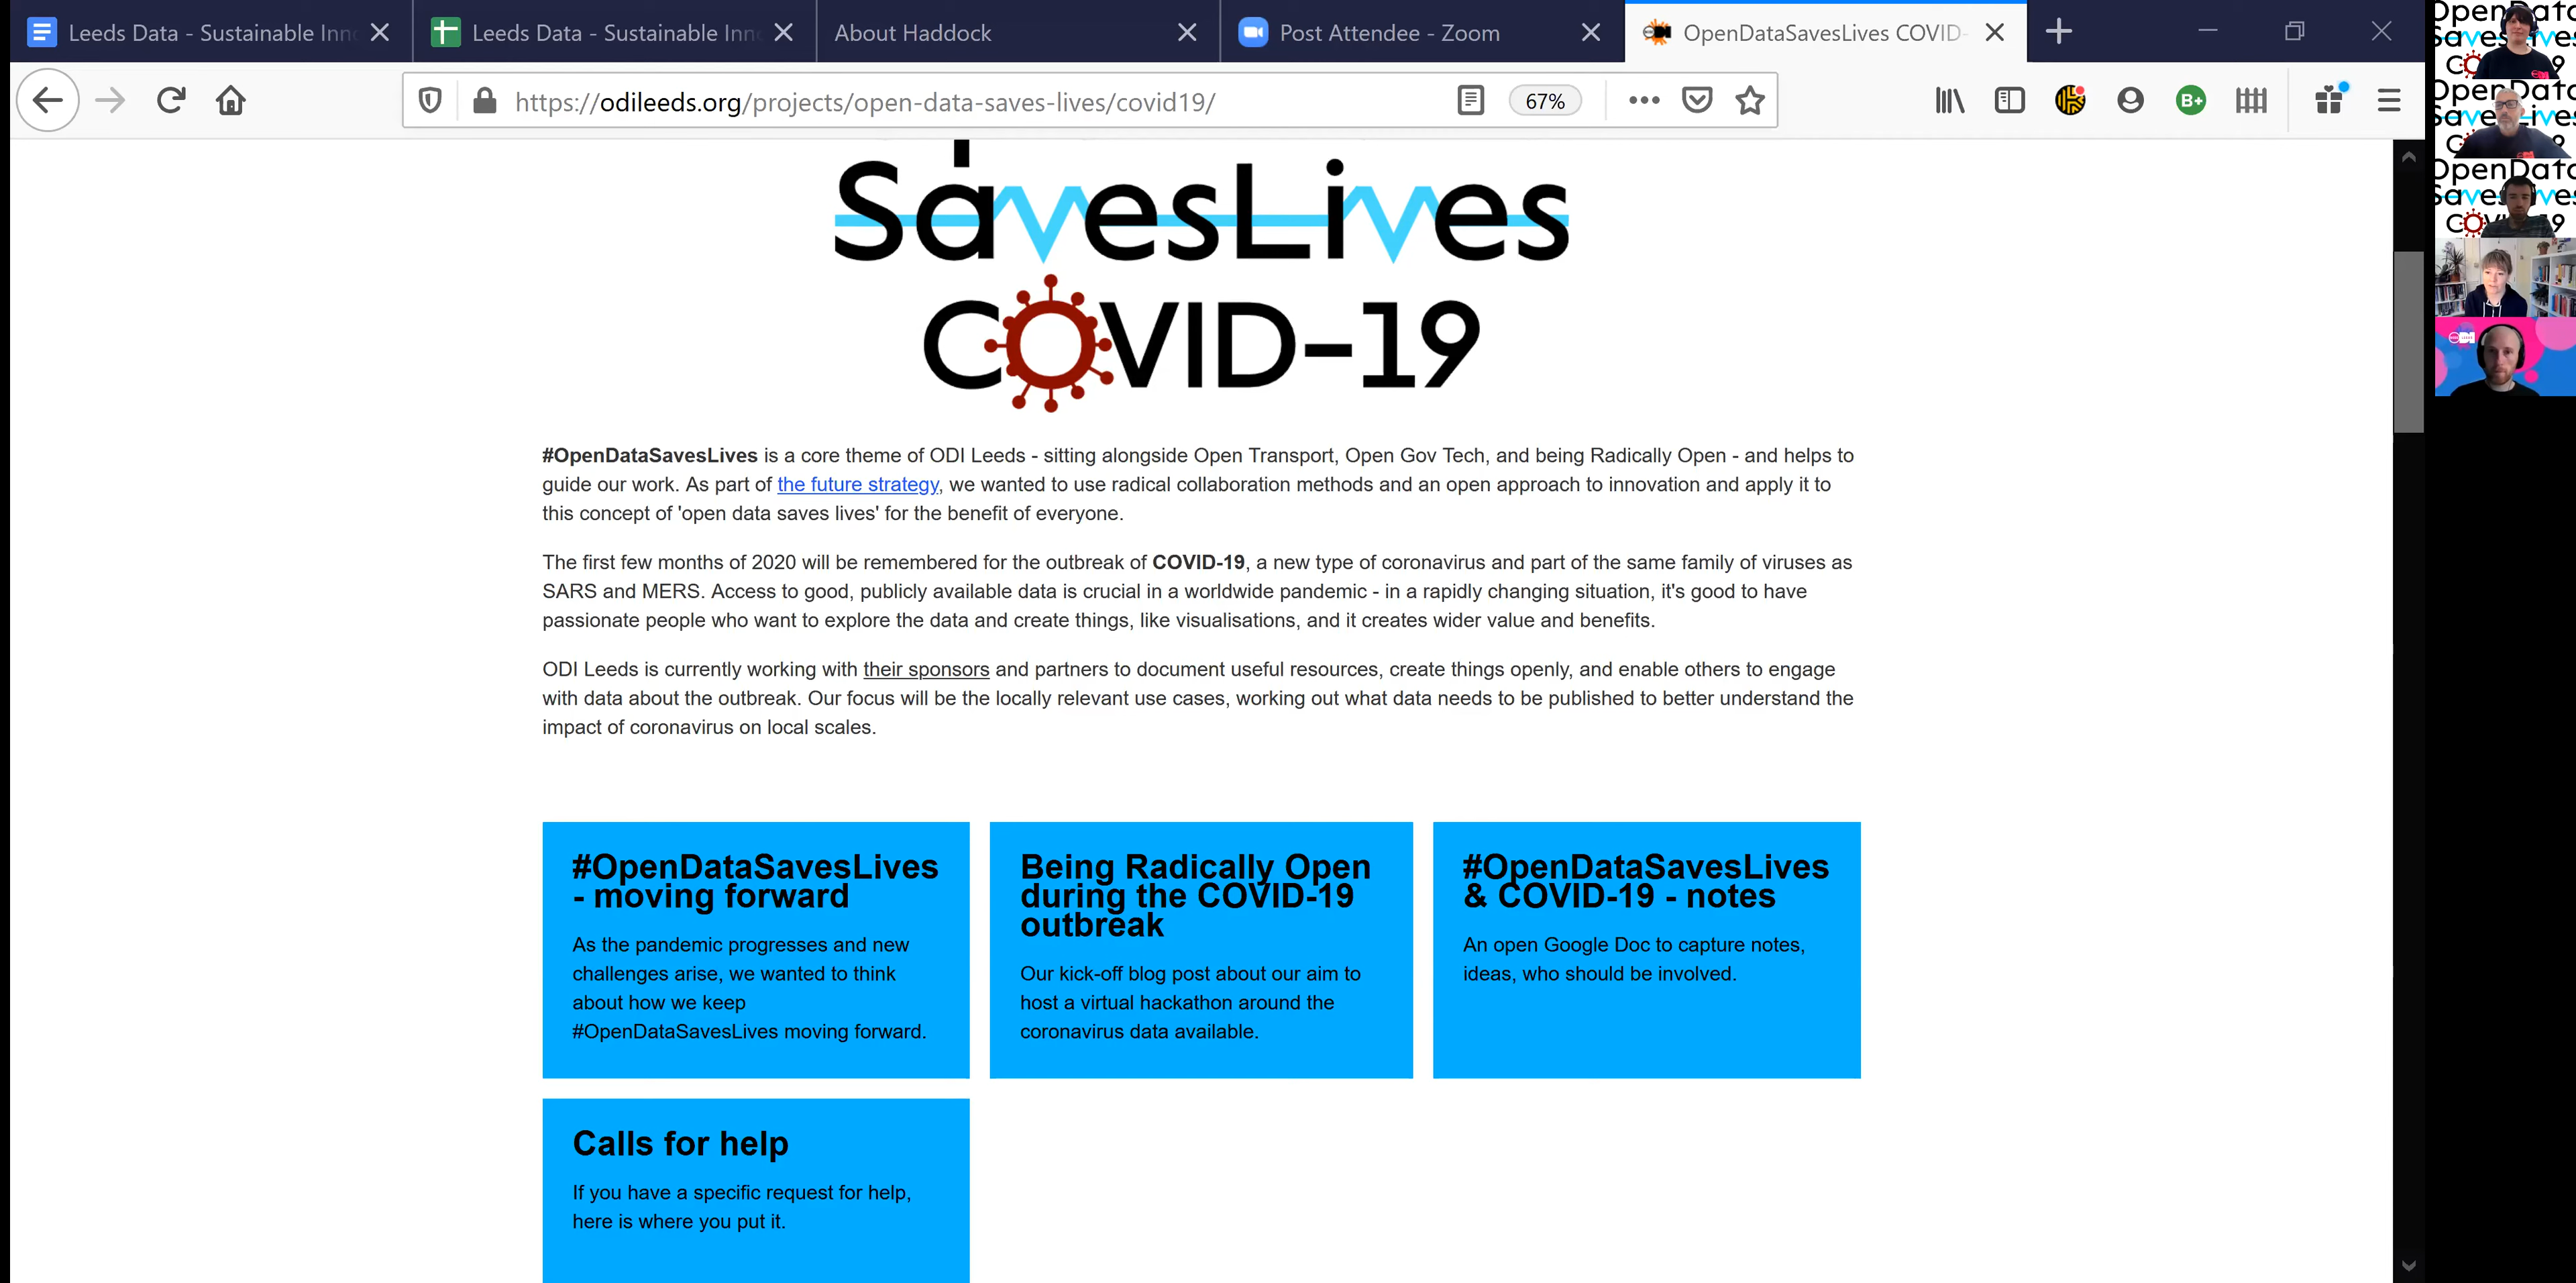 Leeds Data - Sustainable Inn
Leeds Data - Sustainable Inn
About Haddock
Post Attendee - Zoom
OpenDataSavesLives COVID-
https://odileeds.org/projects/open-data-saves-lives/covid19/
67%
B+
SavesLives
COVID-19
#OpenDataSavesLives is a core theme of ODI Leeds - sitting alongside Open Transport, Open Gov Tech, and being Radically Open - and helps to
guide our work. As part of the future strategy, we wanted to use radical collaboration methods and an open approach to innovation and apply it to
this concept of 'open data saves lives' for the benefit of everyone.
The first few months of 2020 will be remembered for the outbreak of COVID-19, a new type of coronavirus and part of the same family of viruses as
SARS and MERS. Access to good, publicly available data is crucial in a worldwide pandemic - in a rapidly changing situation, it's good to have
passionate people who want to explore the data and create things, like visualisations, and it creates wider value and benefits.
ODI Leeds is currently working with their sponsors and partners to document useful resources, create things openly, and enable others to engage
with data about the outbreak. Our focus will be the locally relevant use cases, working out what data needs to be published to better understand the
impact of coronavirus on local scales.
#OpenDataSavesLives
- moving forward
As the pandemic progresses and new
challenges arise, we wanted to think
about how we keep
#OpenDataSavesLives moving forward.
Being Radically Open
during the COVID-19
outbreak
Our kick-off blog post about our aim to
host a virtual hackathon around the
coronavirus data available.
#OpenDataSavesLives
& COVID-19 - notes
An open Google Doc to capture notes,
ideas, who should be involved.
Calls for help
If you have a specific request for help,
here is where you put it.